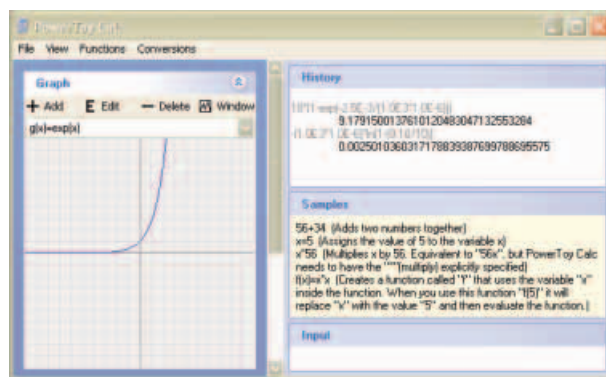 PowerToy Calc
File View Functions Conversions
Graph
Add E Edit Delete Window
g(x)=exp(x)
History
9.1791500137610120483047132553284
0.0025010360317178839387699788695575
Samples
56+34 (Adds two numbers together)
x=5 (Assigns the value of 5 to the variable x)
x*56 (Multiplies x by 56. Equivalent to "56x", but PowerToy Calc
needs to have the "*"(multiply) explicitly specified)
f(x)=x*x (Creates a function called "f" that uses the variable "x"
inside the function. When you use this function "f(5)" it will
replace "x" with the value "5" and then evaluate the function.)
Input